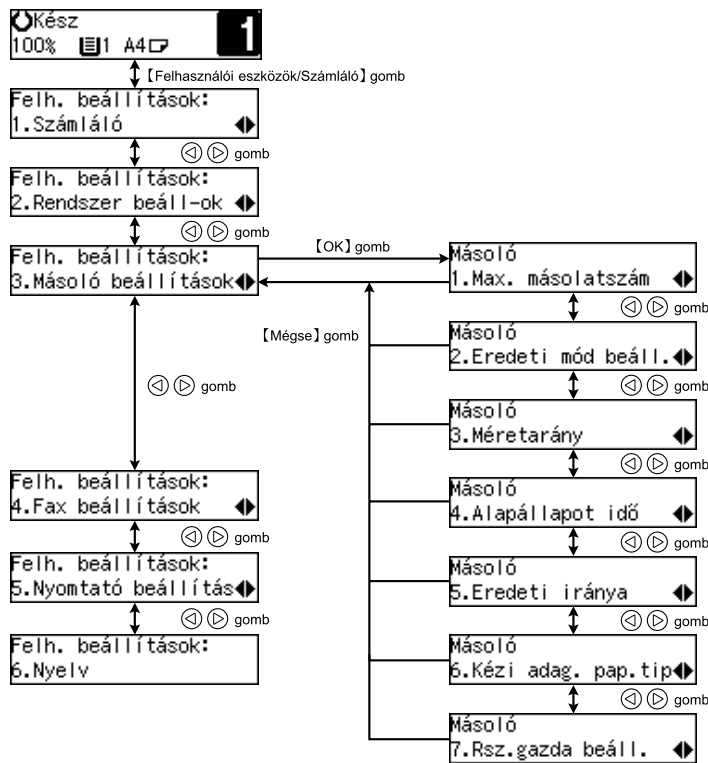 Kész
100% 1 A4 1
【Felhasználói eszközök/Számláló】gomb
Felh. beállítások:
1.Számláló
gomb
Felh. beállítások:
2.Rendszer beáll-ok
gomb
Felh. beállítások:
3.Másoló beállítások
【OK】gomb
【Mégse】gomb
gomb
Felh. beállítások:
4.Fax beállítások
gomb
Felh. beállítások:
5.Nyomtató beállítás
gomb
Felh. beállítások:
6.Nyelv
Másoló
1.Max. másolatszám
gomb
Másoló
2.Eredeti mód beáll.
gomb
Másoló
3.Méretarány
gomb
Másoló
4.Alapállapot idő
gomb
Másoló
5.Eredeti iránya
gomb
Másoló
6.Kézi adag. pap.tip
gomb
Másoló
7.Rsz.gazda beáll.